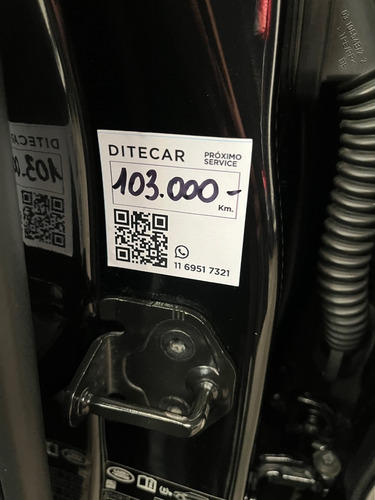 DITECAR
PRÓXIMO
SERVICE
103.000-
Km.
11 6951 7321